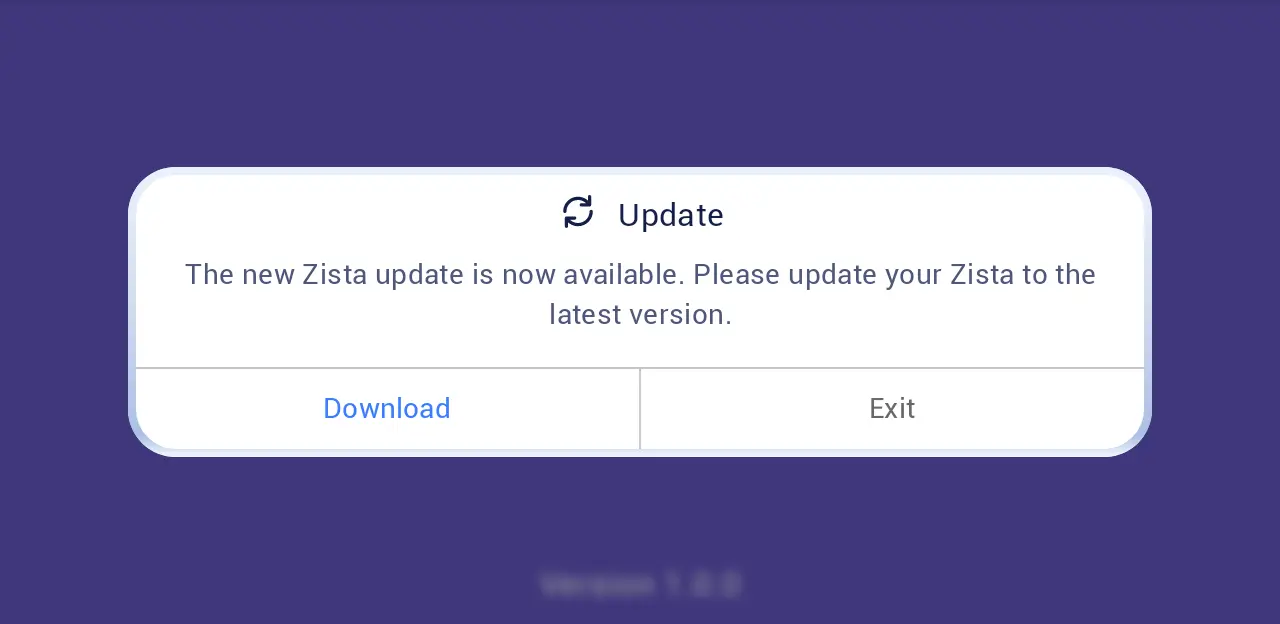 Update
The new Zista update is now available. Please update your Zista to the
latest version.
Download
Exit
Version 1.0.0